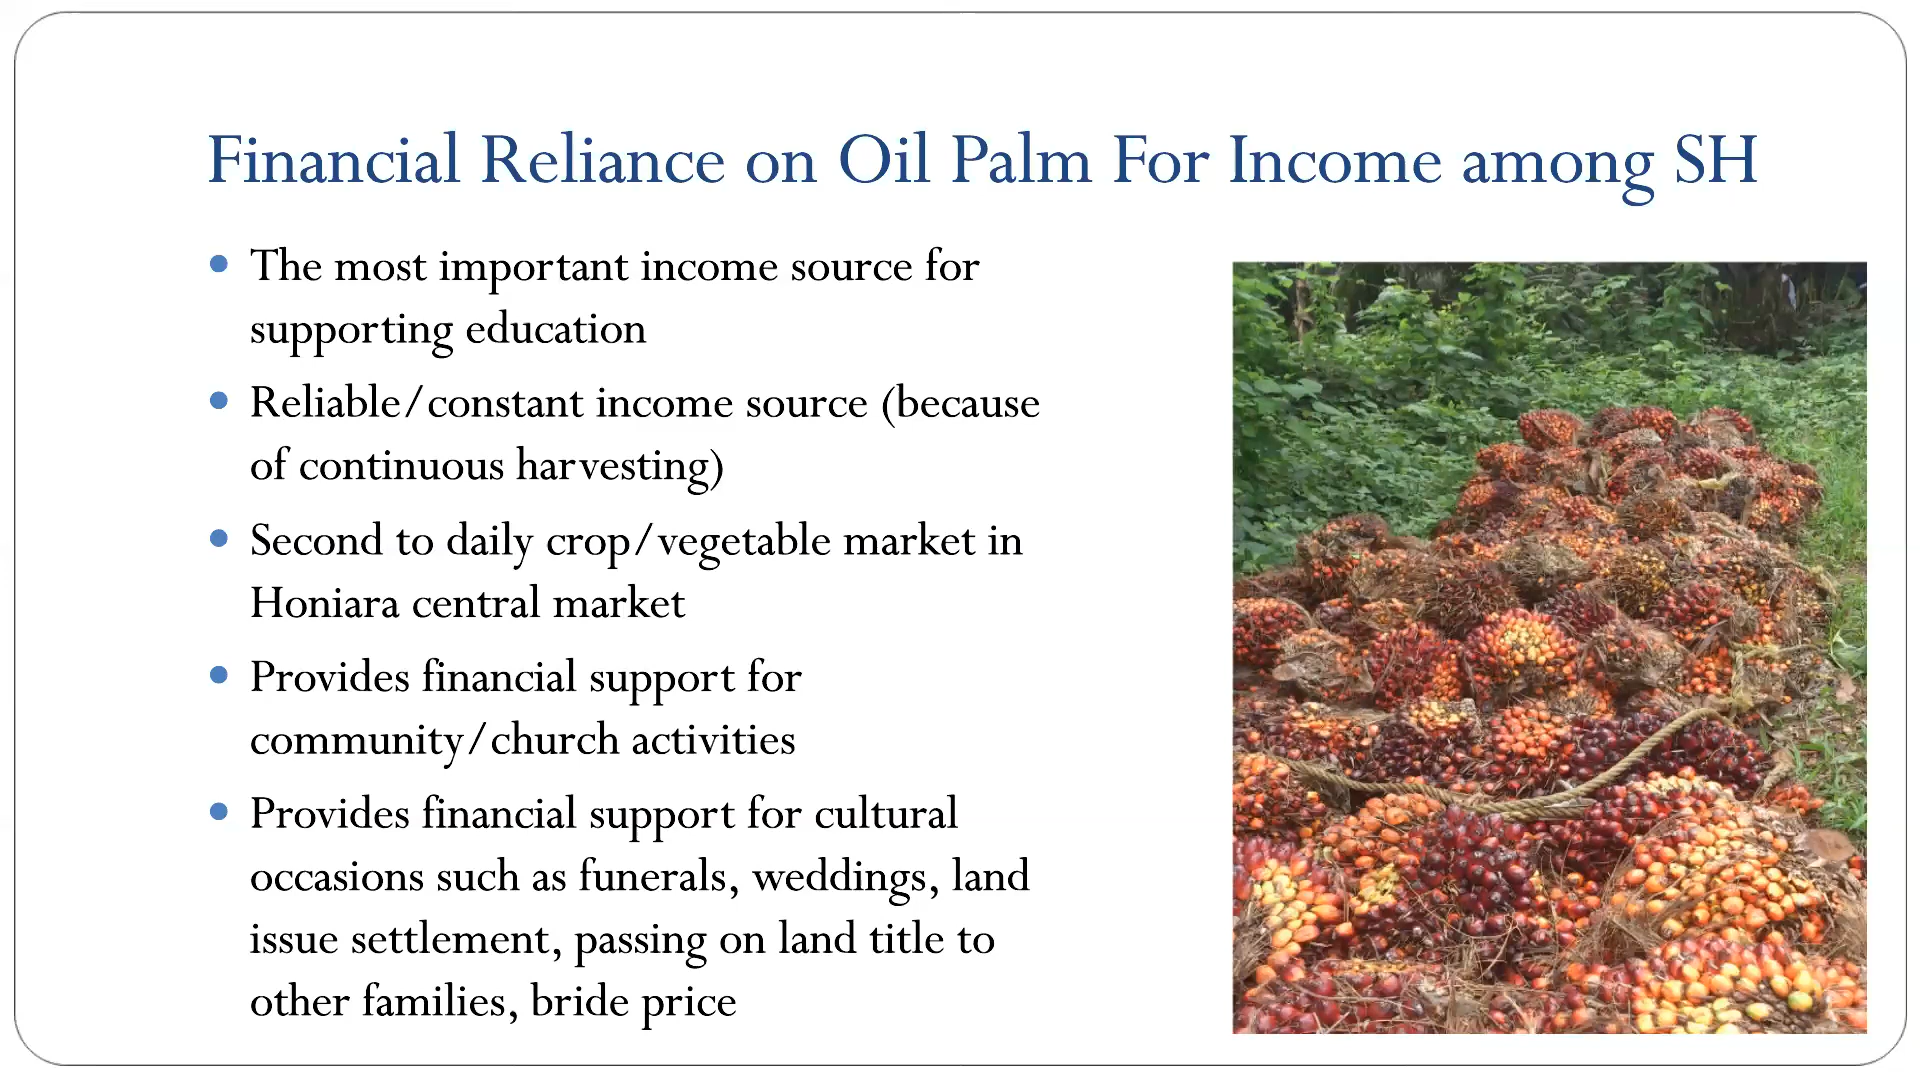 Financial Reliance on Oil Palm For Income among SH
• The most important income source for
supporting education
• Reliable/constant income source (because
of continuous harvesting)
• Second to daily crop/vegetable market in
Honiara central market
• Provides financial support for
community/church activities
• Provides financial support for cultural
occasions such as funerals, weddings, land
issue settlement, passing on land title to
other families, bride price